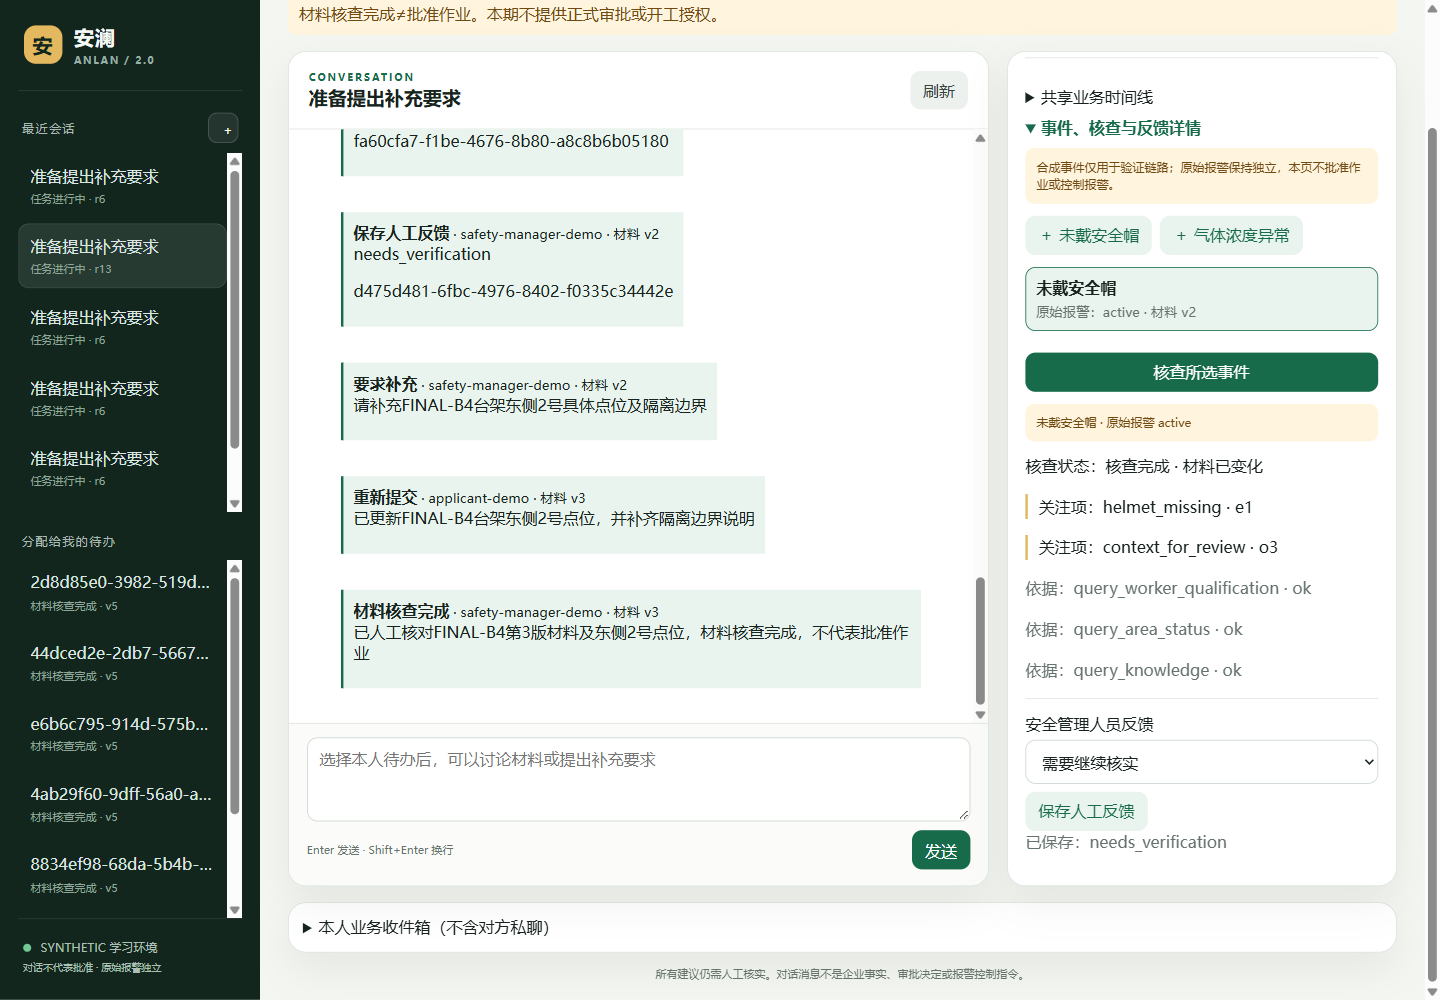 安
安澜
ANLAN / 2.0
最近会话
+
准备提出补充要求
任务进行中 · r6
准备提出补充要求
任务进行中 · r13
准备提出补充要求
任务进行中 · r6
准备提出补充要求
任务进行中 · r6
准备提出补充要求
任务进行中 · r6
分配给我的待办
2d8d85e0-3982-519d...
材料核查完成 · v5
44dced2e-2db7-5667...
材料核查完成 · v5
e6b6c795-914d-575b...
材料核查完成 · v5
4ab29f60-9dff-56a0-a...
材料核查完成 · v5
8834ef98-68da-5b4b-...
材料核查完成 · v5
SYNTHETIC 学习环境
对话不代表批准 · 原始报警独立
材料核查完成≠批准作业。本期不提供正式审批或开工授权。
CONVERSATION
准备提出补充要求
刷新
fa60cfa7-f1be-4676-8b80-a8c8b6b05180
保存人工反馈 · safety-manager-demo · 材料 v2
needs_verification
d475d481-6fbc-4976-8402-f0335c34442e
要求补充 · safety-manager-demo · 材料 v2
请补充FINAL-B4台架东侧2号具体点位及隔离边界
重新提交 · applicant-demo · 材料 v3
已更新FINAL-B4台架东侧2号点位，并补齐隔离边界说明
材料核查完成 · safety-manager-demo · 材料 v3
已人工核对FINAL-B4第3版材料及东侧2号点位，材料核查完成，不代表批准作
业
选择本人待办后，可以讨论材料或提出补充要求
Enter 发送 · Shift+Enter 换行
发送
▶ 共享业务时间线
▼ 事件、核查与反馈详情
合成事件仅用于验证链路；原始报警保持独立，本页不批准作
业或控制报警。
+ 未戴安全帽
+ 气体浓度异常
未戴安全帽
原始报警：active · 材料 v2
核查所选事件
未戴安全帽 · 原始报警 active
核查状态：核查完成 · 材料已变化
关注项：helmet_missing · e1
关注项：context_for_review · o3
依据：query_worker_qualification · ok
依据：query_area_status · ok
依据：query_knowledge · ok
安全管理人员反馈
需要继续核实
保存人工反馈
已保存：needs_verification
▶ 本人业务收件箱（不含对方私聊）
所有建议仍需人工核实。对话消息不是企业事实、审批决定或报警控制指令。